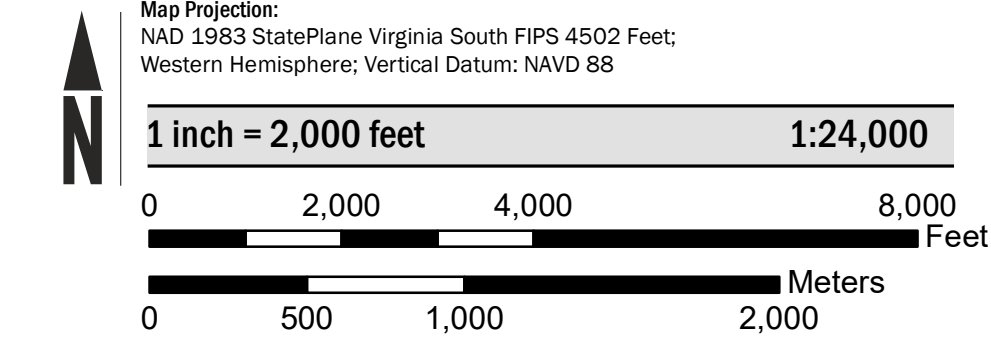 Map Projection:
NAD 1983 StatePlane Virginia South FIPS 4502 Feet;
Western Hemisphere; Vertical Datum: NAVD 88
N
1 inch = 2,000 feet 1:24,000
0 2,000 4,000 8,000
Feet
Meters
0 500 1,000 2,000